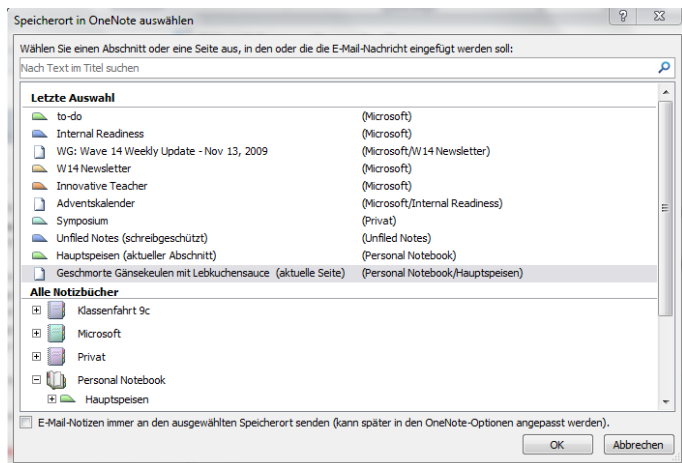 Speicherort in OneNote auswählen
Wählen Sie einen Abschnitt oder eine Seite aus, in den oder die die E-Mail-Nachricht eingefügt werden soll:
Nach Text im Titel suchen
Letzte Auswahl
to-do (Microsoft)
Internal Readiness (Microsoft)
WG: Wave 14 Weekly Update - Nov 13, 2009 (Microsoft/W14 Newsletter)
W14 Newsletter (Microsoft)
Innovative Teacher (Microsoft)
Adventskalender (Microsoft/Internal Readiness)
Symposium (Privat)
Unfiled Notes (schreibgeschützt) (Unfiled Notes)
Hauptspeisen (aktueller Abschnitt) (Personal Notebook)
Geschmorte Gänsekeulen mit Lebkuchensauce (aktuelle Seite) (Personal Notebook/Hauptspeisen)
Alle Notizbücher
Klassenfahrt 9c
Microsoft
Privat
Personal Notebook
Hauptspeisen
E-Mail-Notizen immer an den ausgewählten Speicherort senden (kann später in den OneNote-Optionen angepasst werden).
OK Abbrechen